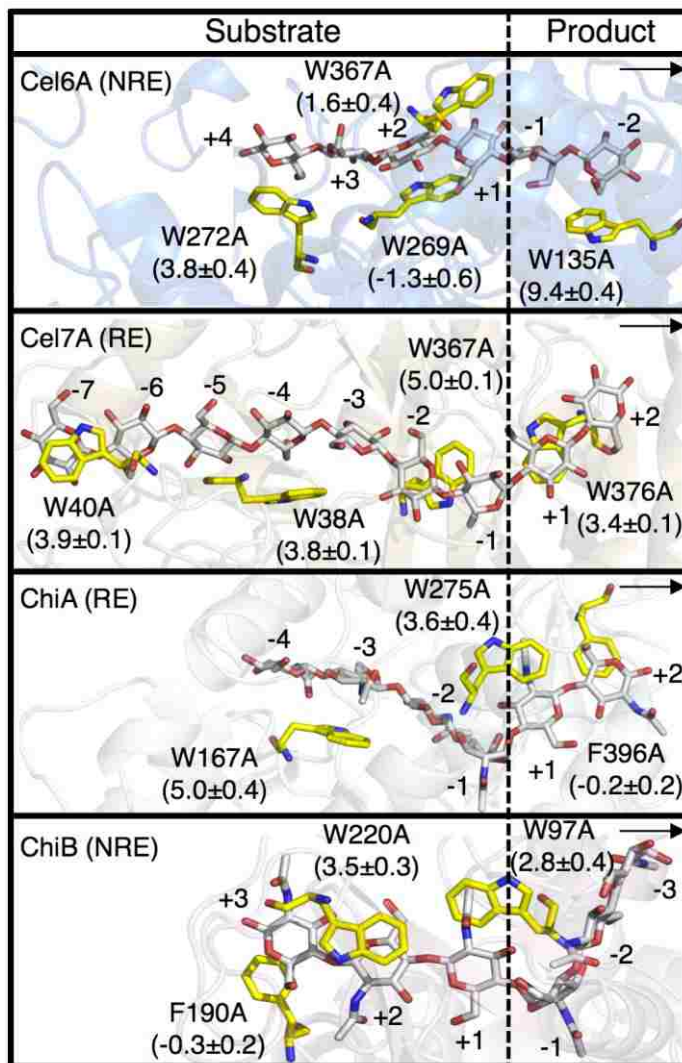 Substrate
Product
Cel6A (NRE)
W367A
(1.6±0.4)
+4
+2
-1
-2
+3
+1
W272A
(3.8±0.4)
W269A
(-1.3±0.6)
W135A
(9.4±0.4)
Cel7A (RE)
W367A
(5.0±0.1)
-7
-6
-5
-4
-3
-2
+2
W40A
(3.9±0.1)
W38A
(3.8±0.1)
-1
+1
W376A
(3.4±0.1)
ChiA (RE)
W275A
(3.6±0.4)
-4
-3
-2
+2
W167A
(5.0±0.4)
-1
+1
F396A
(-0.2±0.2)
ChiB (NRE)
W220A
(3.5±0.3)
W97A
(2.8±0.4)
+3
-3
-2
F190A
(-0.3±0.2)
+2
+1
-1